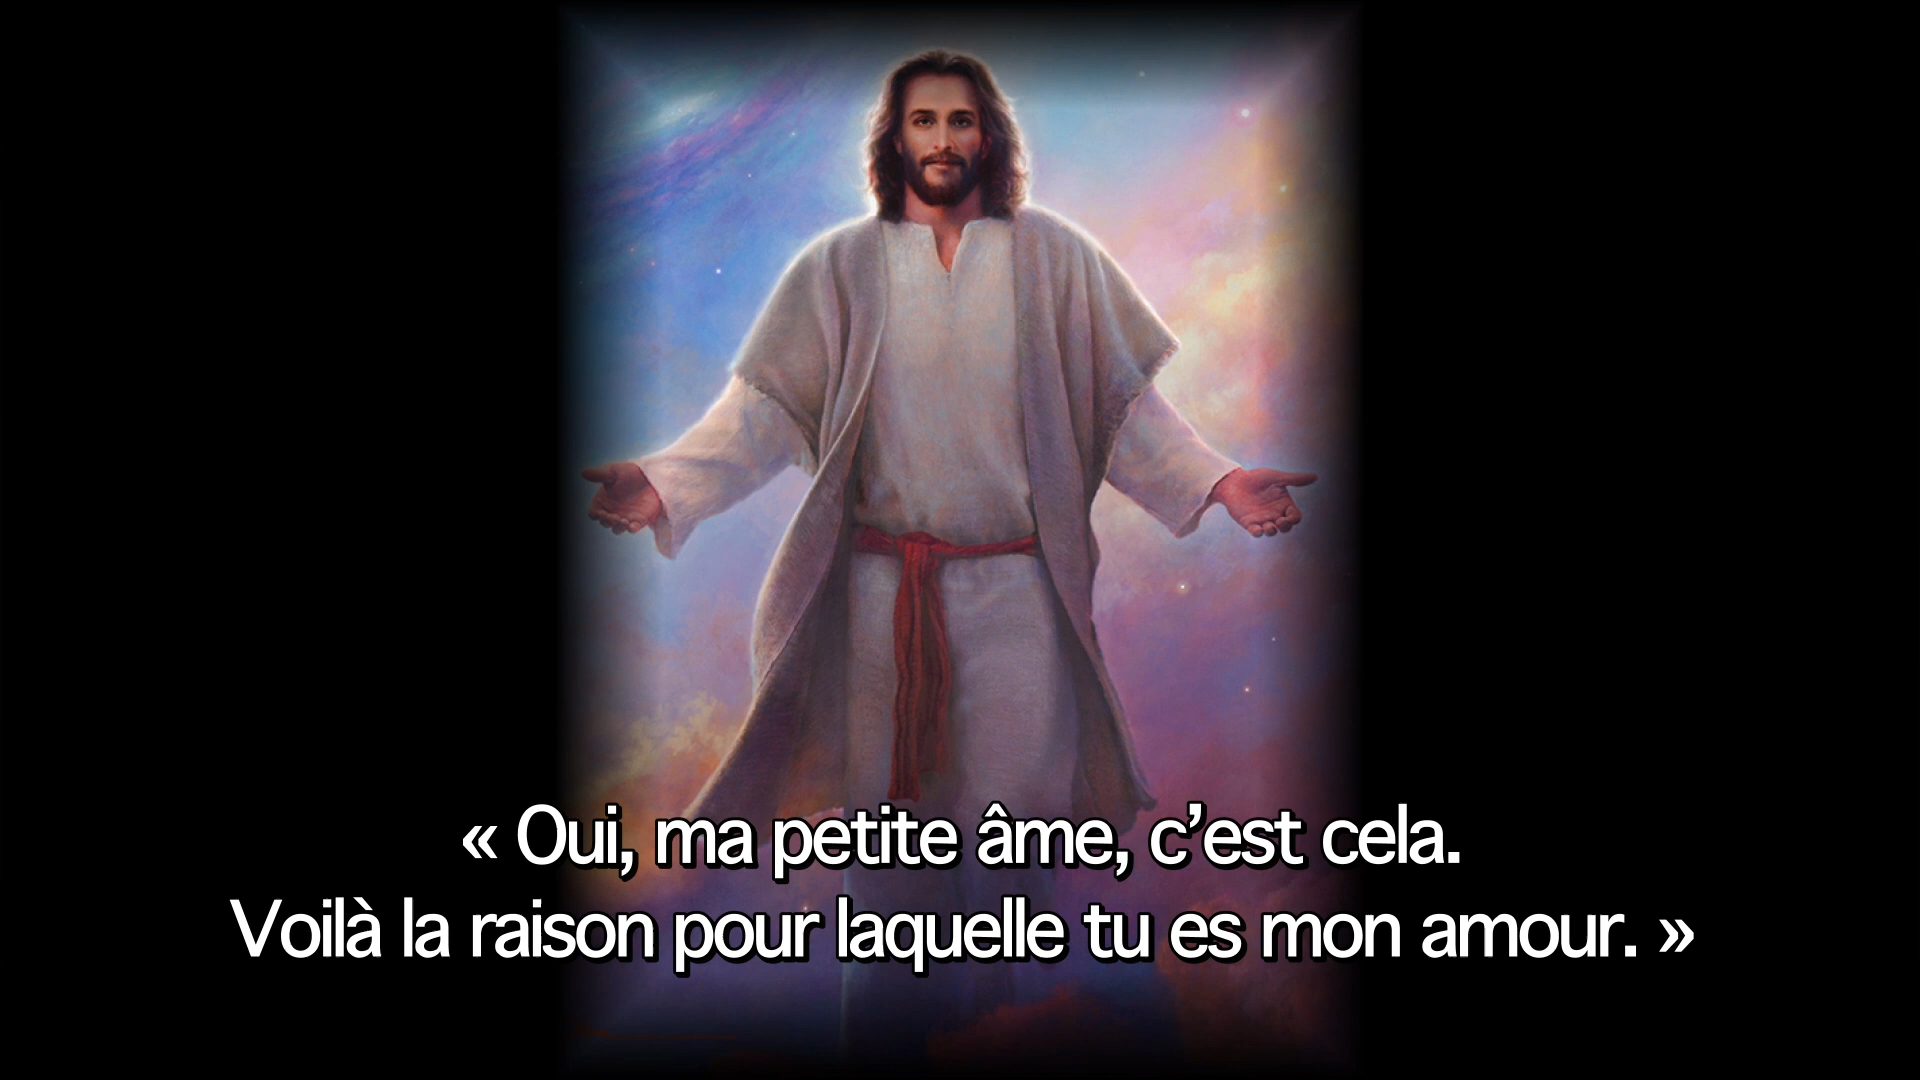 « Oui, ma petite âme, c’est cela.
Voilà la raison pour laquelle tu es mon amour. »